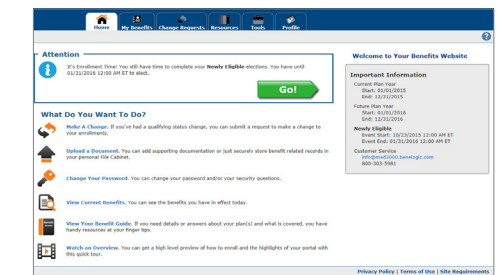 Home My Benefits Change Requests Resources Tools Profile
Attention
It's Enrollment Time! You still have time to complete your Newly Eligible elections. You have until
01/21/2016 12:00 AM ET to elect.
Go!
What Do You Want To Do?
Make A Change. If you've had a qualifying status change, you can submit a request to make a change to
your enrollments.
Upload a Document. You can add supporting documentation or just securely store benefit related records in
your personal File Cabinet.
Change Your Password. You can change your password and/or your security questions.
View Current Benefits. You can see the benefits you have in effect today.
View Your Benefit Guide. If you need details or answers about your plan(s) and what is covered, you have
handy resources at your finger tips.
Watch an Overview. You can get a high level preview of how to enroll and the highlights of your portal with
this quick tour.
Welcome to Your Benefits Website
Important Information
Current Plan Year
Start: 01/01/2015
End: 12/31/2015
Future Plan Year
Start: 01/01/2016
End: 12/31/2016
Newly Eligible
Event Start: 10/23/2015 12:00 AM ET
Event End: 01/21/2016 12:00 AM ET
Customer Service
info@med3000.benelogic.com
866-303-5981
Privacy Policy | Terms of Use | Site Requirements